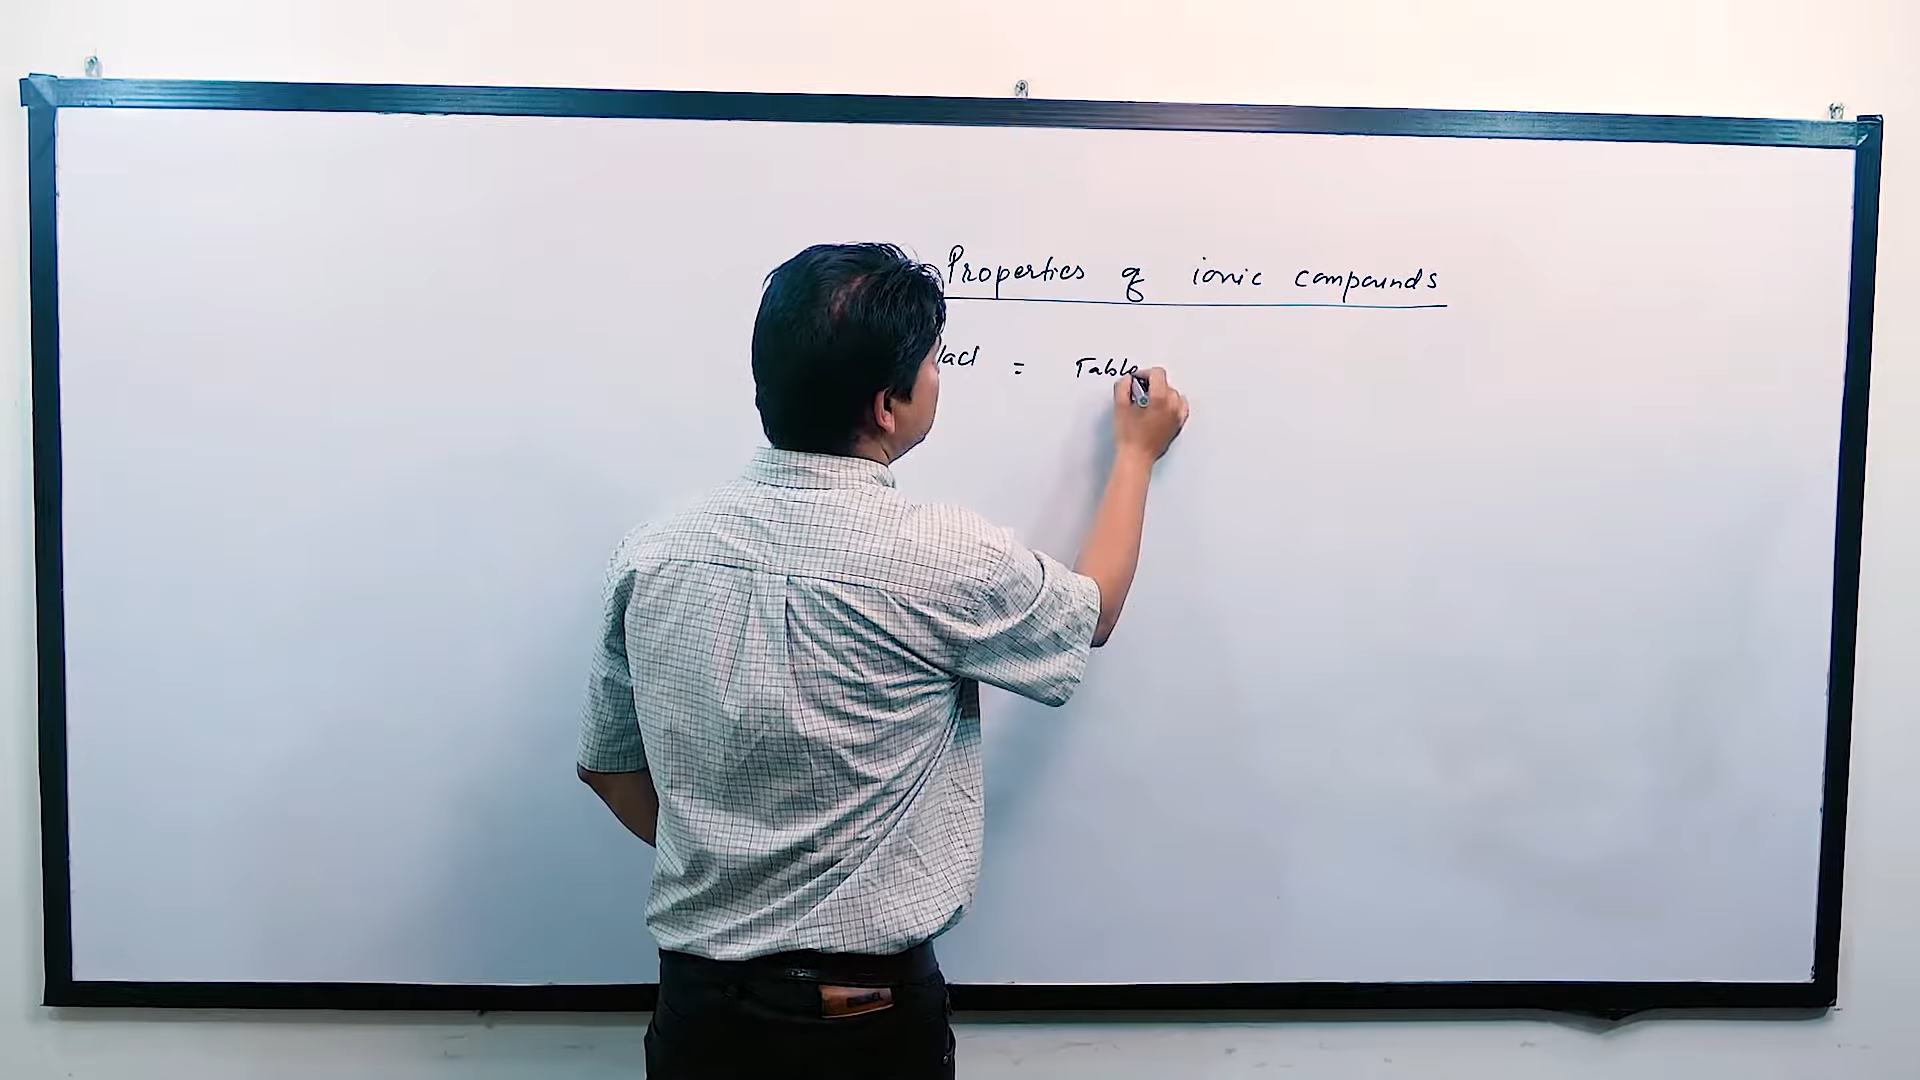 Properties of ionic compounds
= Table